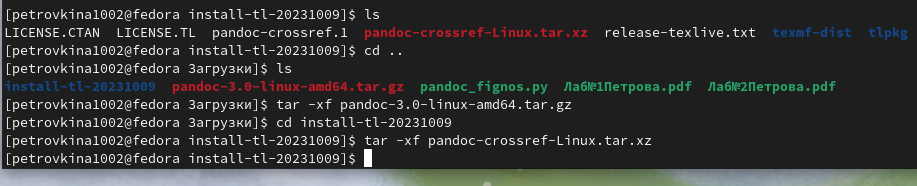 [petrovkina1002@fedora install-tl-20231009]$ ls
LICENSE.CTAN  LICENSE.TL  pandoc-crossref.1  pandoc-crossref-Linux.tar.xz  release-texlive.txt  texmf-dist  tlpkg
[petrovkina1002@fedora install-tl-20231009]$ cd ..
[petrovkina1002@fedora Загрузки]$ ls
install-tl-20231009  pandoc-3.0-linux-amd64.tar.gz  pandoc_fignos.py  Лаб№1Петрова.pdf  Лаб№2Петрова.pdf
[petrovkina1002@fedora Загрузки]$ tar -xf pandoc-3.0-linux-amd64.tar.gz
[petrovkina1002@fedora Загрузки]$ cd install-tl-20231009
[petrovkina1002@fedora install-tl-20231009]$ tar -xf pandoc-crossref-Linux.tar.xz
[petrovkina1002@fedora install-tl-20231009]$